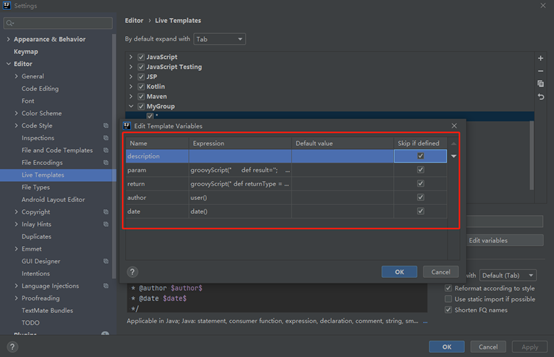 Settings
Editor › Live Templates
By default expand with Tab
Appearance & Behavior
Keymap
Editor
General
Code Editing
Font
Color Scheme
Code Style
Inspections
File and Code Templates
File Encodings
Live Templates
File Types
Android Layout Editor
Copyright
Inlay Hints
Duplicates
Emmet
GUI Designer
Intentions
Language Injections
Proofreading
TextMate Bundles
TODO
JavaScript
JavaScript Testing
JSP
Kotlin
Maven
MyGroup
*
Edit Template Variables
Name Expression Default value Skip if defined
description
param groovyScript(" def result=''; ...
return groovyScript(" def returnType = ...
author user()
date date()
? OK Cancel
Edit variables
with Default (Tab)
Reformat according to style
Use static import if possible
Shorten FQ names
* @author $author$
* @date $date$
*/
Applicable in Java; Java: statement, consumer function, expression, declaration, comment, string, sm...
? OK Cancel Apply